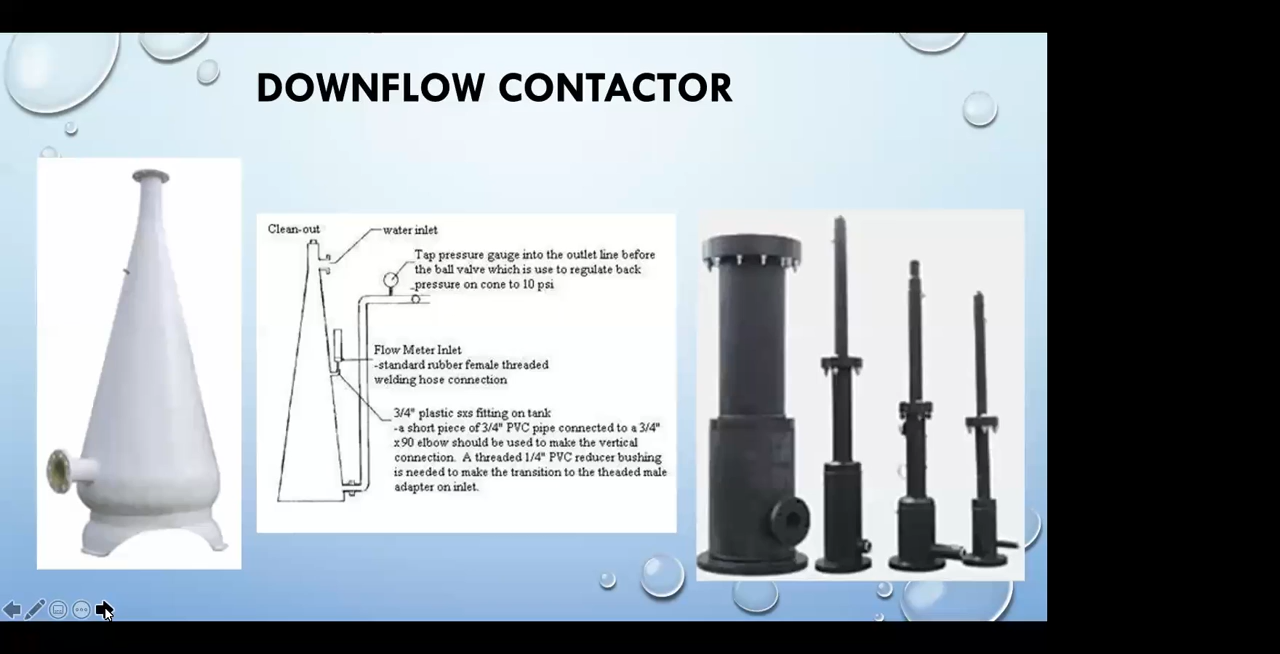 DOWNFLOW CONTACTOR
Clean-out
water inlet
Tap pressure gauge into the outlet line before
the ball valve which is use to regulate back
pressure on cone to 10 psi
Flow Meter Inlet
-standard rubber female threaded
welding hose connection
3/4" plastic sxs fitting on tank
-a short piece of 3/4" PVC pipe connected to a 3/4"
x90 elbow should be used to make the vertical
connection. A threaded 1/4" PVC reducer bushing
is needed to make the transition to the theaded male
adapter on inlet.